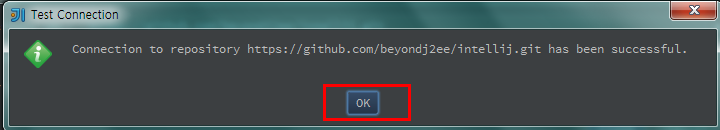 Test Connection
Connection to repository https://github.com/beyondj2ee/intellij.git has been successful.
OK